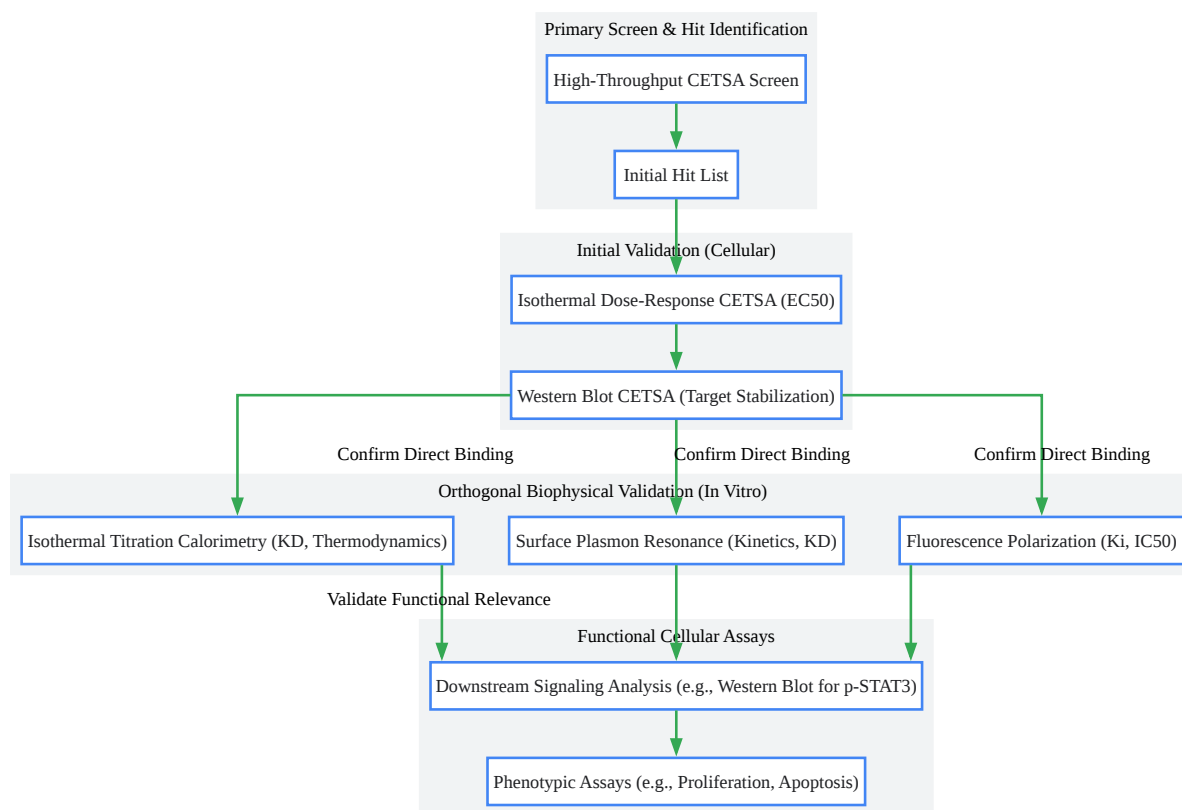 Primary Screen & Hit Identification
High-Throughput CETSA Screen
Initial Hit List
Initial Validation (Cellular)
Isothermal Dose-Response CETSA (EC50)
Western Blot CETSA (Target Stabilization)
Confirm Direct Binding
Confirm Direct Binding
Confirm Direct Binding
Orthogonal Biophysical Validation (In Vitro)
Isothermal Titration Calorimetry (KD, Thermodynamics)
Surface Plasmon Resonance (Kinetics, KD)
Fluorescence Polarization (Ki, IC50)
Validate Functional Relevance
Functional Cellular Assays
Downstream Signaling Analysis (e.g., Western Blot for p-STAT3)
Phenotypic Assays (e.g., Proliferation, Apoptosis)